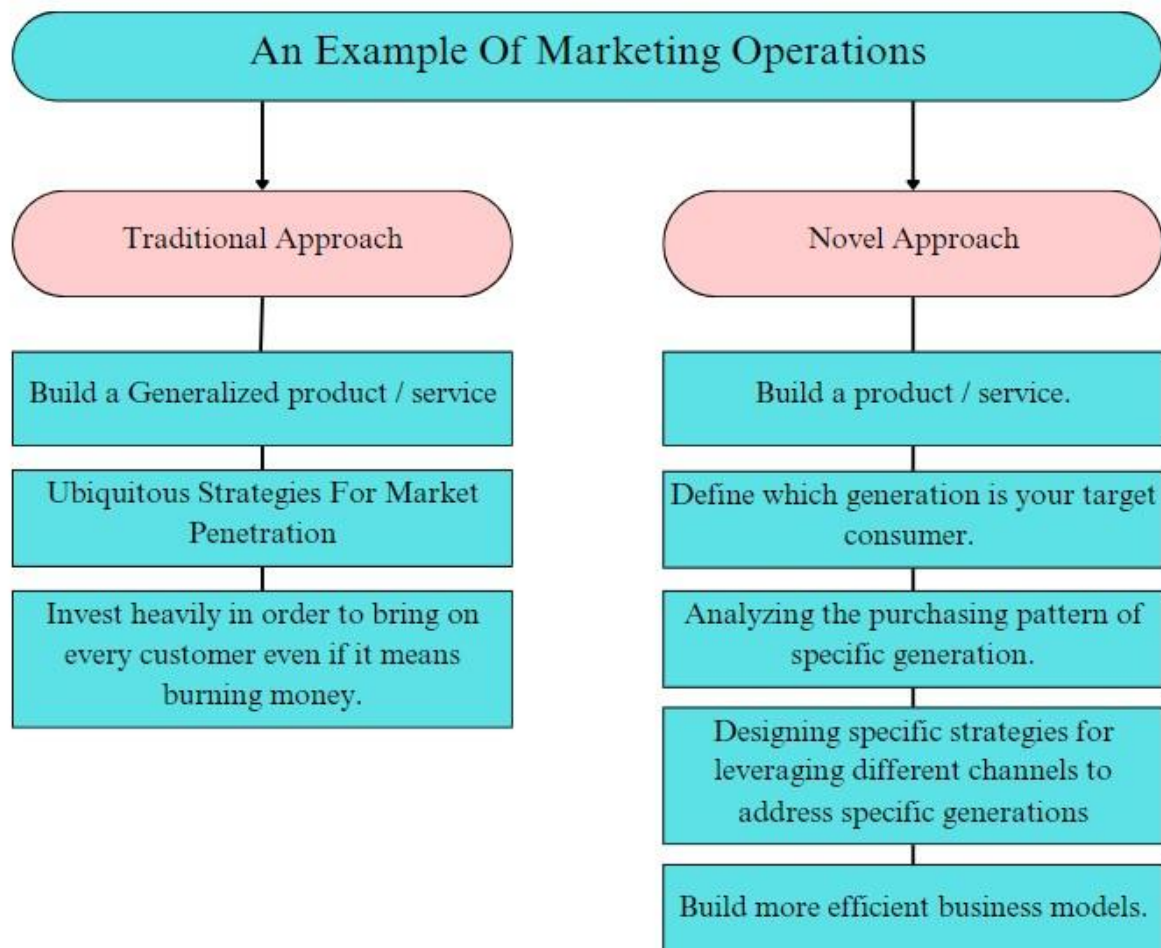 An Example Of Marketing Operations
Traditional Approach
Build a Generalized product / service
Ubiquitous Strategies For Market
Penetration
Invest heavily in order to bring on
every customer even if it means
burning money.
Novel Approach
Build a product / service.
Define which generation is your target
consumer.
Analyzing the purchasing pattern of
specific generation.
Designing specific strategies for
leveraging different channels to
address specific generations
Build more efficient business models.